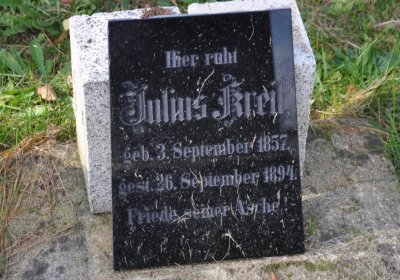 Hier ruht
Julius Kreil,
geb. 3. September 1857,
gest. 26. September 1894.
Friede seiner Asche!